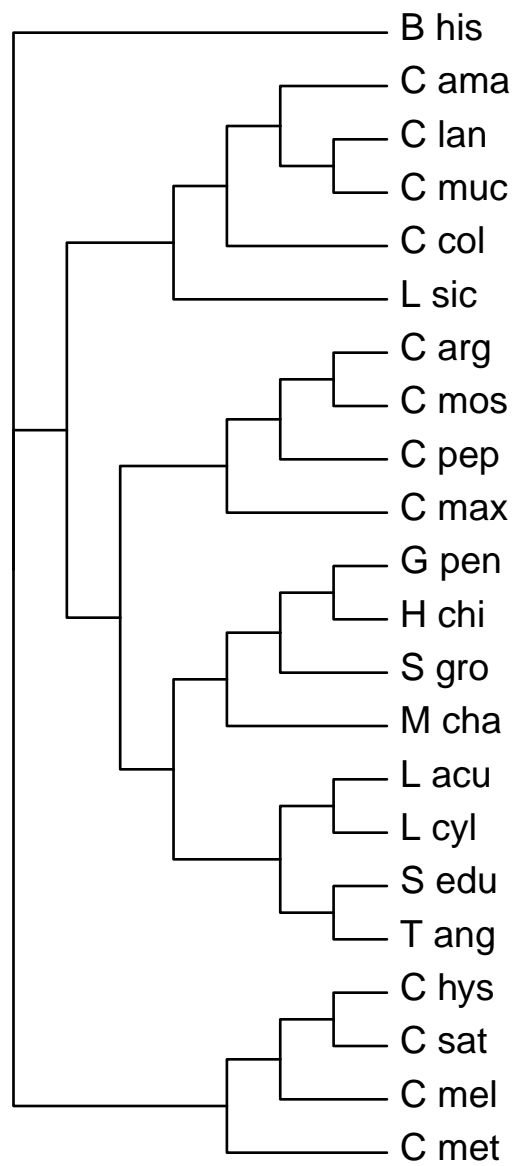 B his
C ama
C lan
C muc
C col
L sic
C arg
C mos
C pep
C max
G pen
H chi
S gro
M cha
L acu
L cyl
S edu
T ang
C hys
C sat
C mel
C met